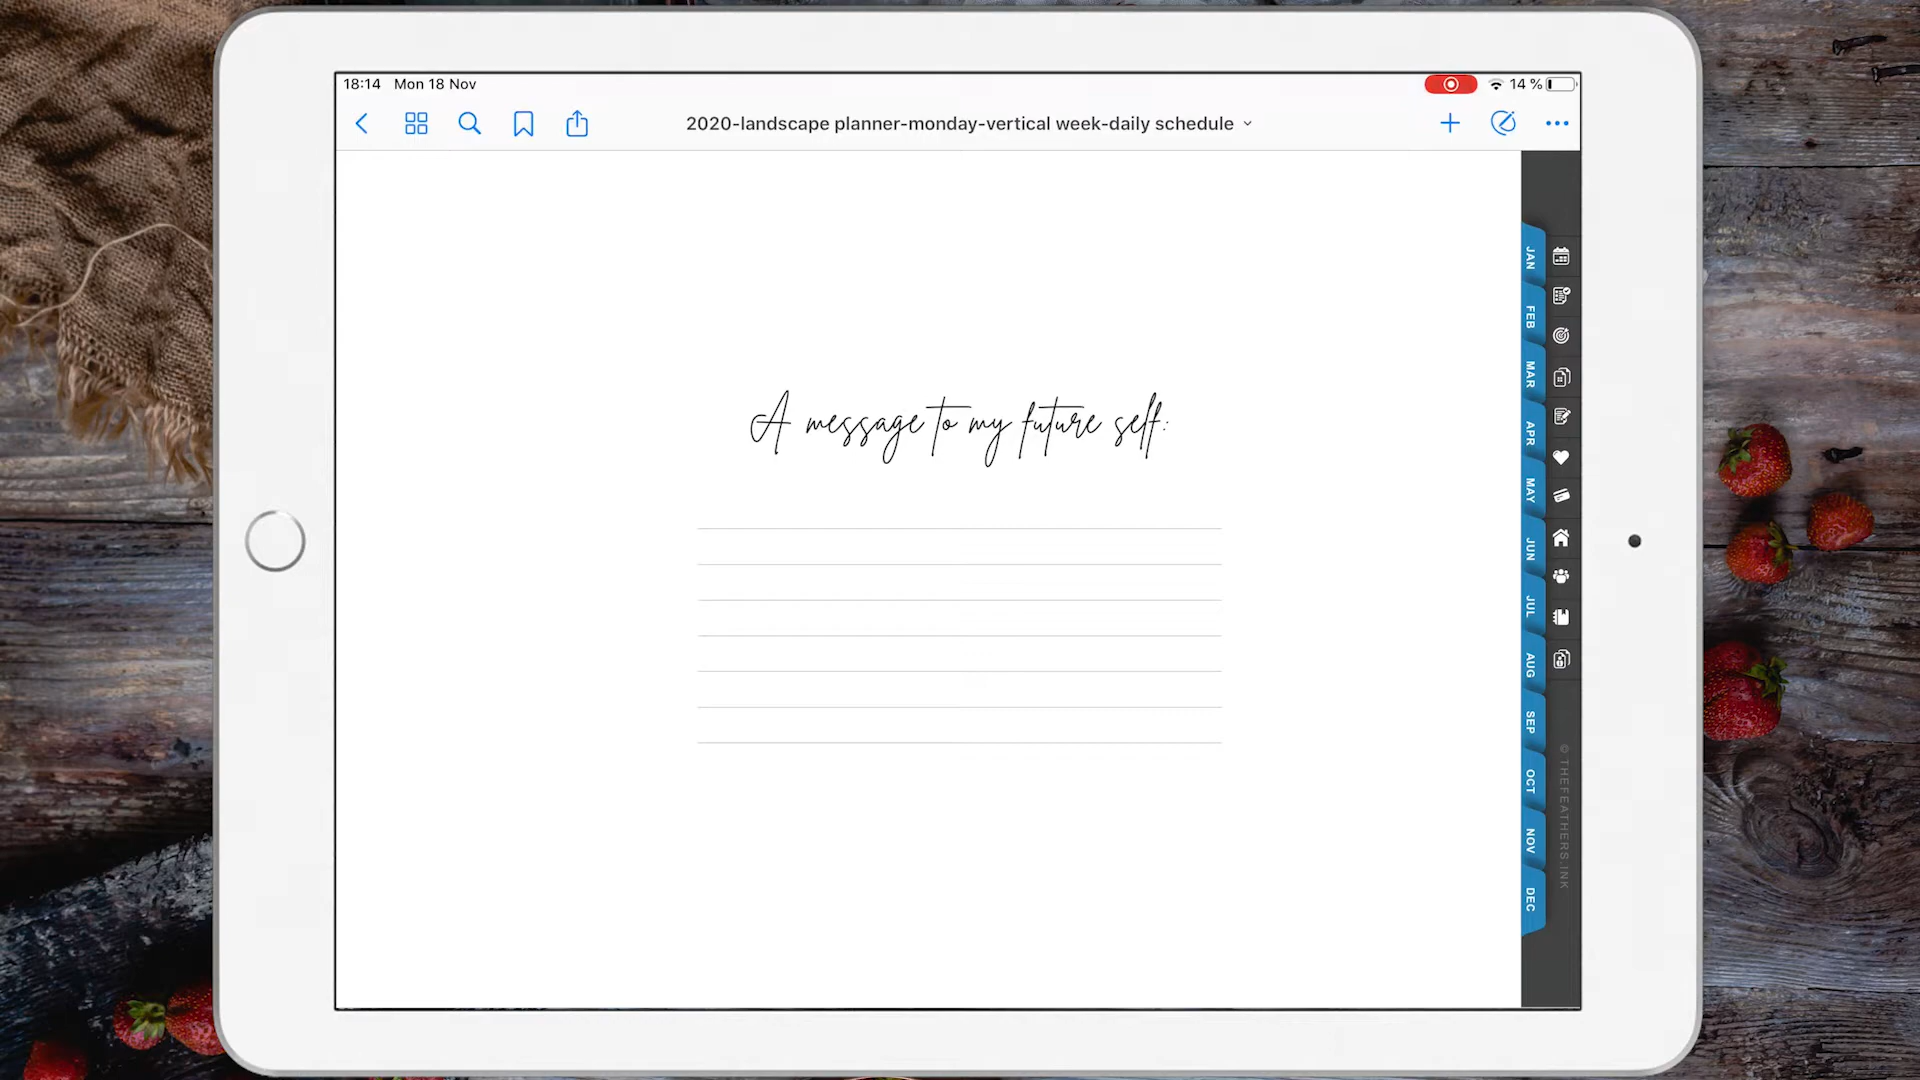 18:14 Mon 18 Nov 14 %
2020-landscape planner-monday-vertical week-daily schedule
A message to my future self:
JAN
FEB
MAR
APR
MAY
JUN
JUL
AUG
SEP
OCT
NOV
DEC
© THEFEATHERS.INK